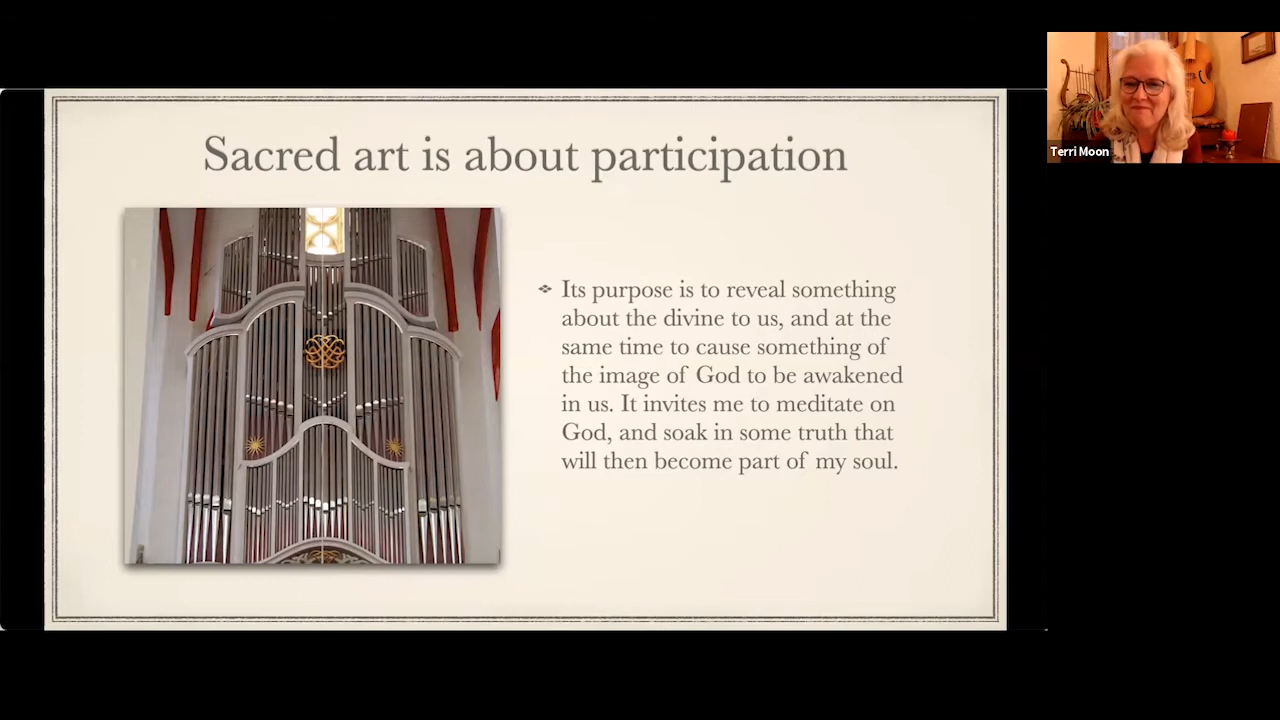 Sacred art is about participation
Its purpose is to reveal something
about the divine to us, and at the
same time to cause something of
the image of God to be awakened
in us. It invites me to meditate on
God, and soak in some truth that
will then become part of my soul.
Terri Moon